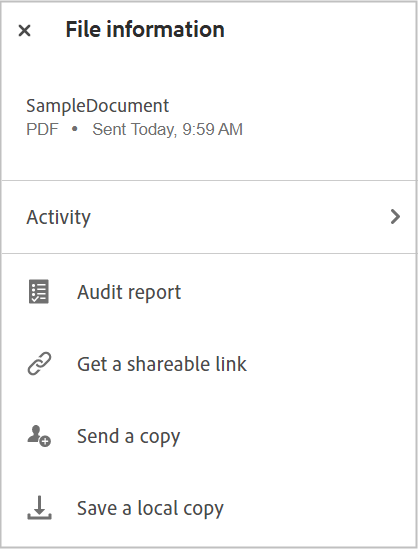 File information
SampleDocument
PDF • Sent Today, 9:59 AM
Activity
Audit report
Get a shareable link
Send a copy
Save a local copy